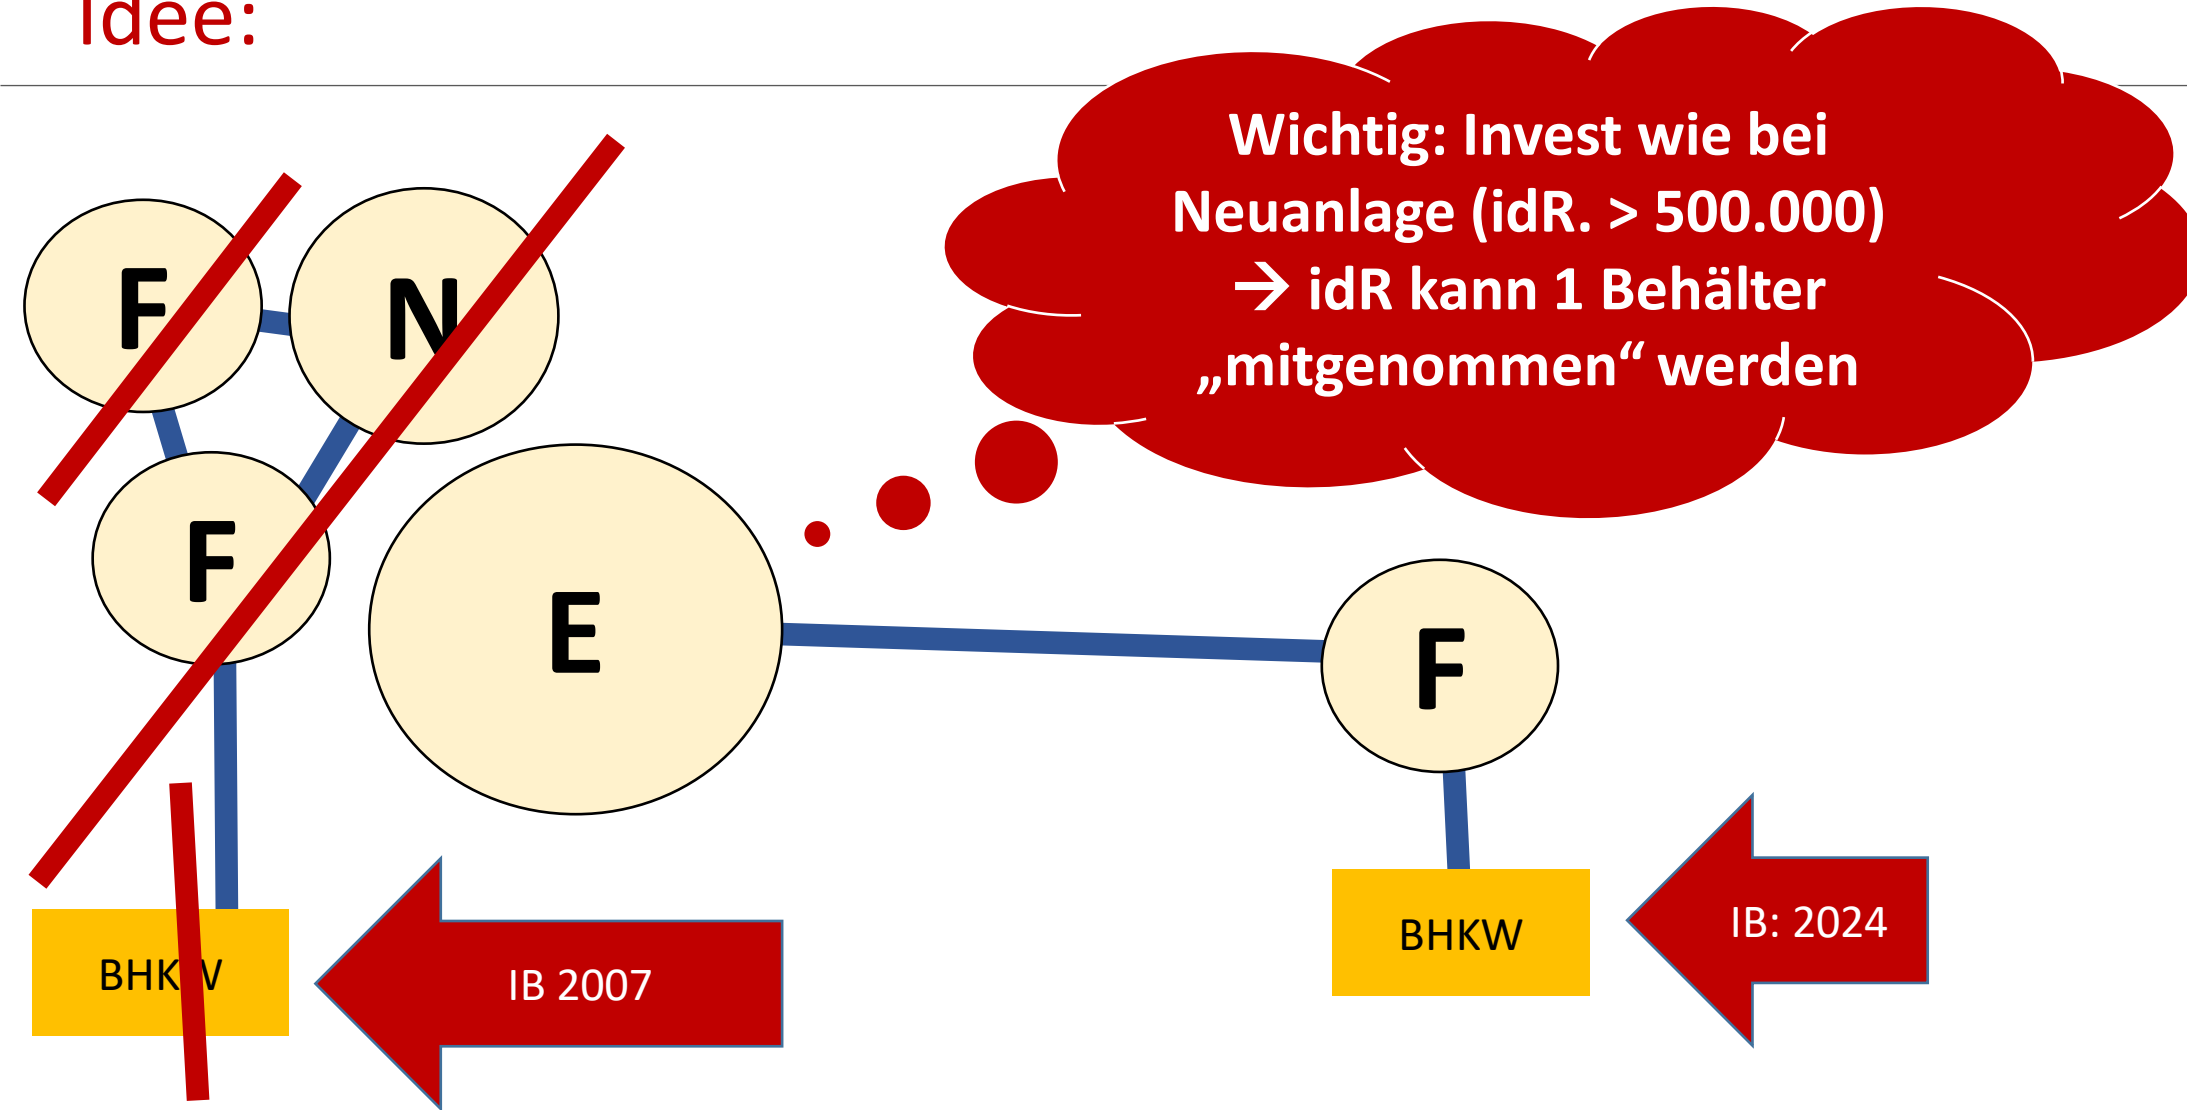 Idee:
Wichtig: Invest wie bei
Neuanlage (idR. > 500.000)
→ idR kann 1 Behälter
„mitgenommen“ werden
F
N
F
E
F
BHKW
IB 2007
BHKW
IB: 2024